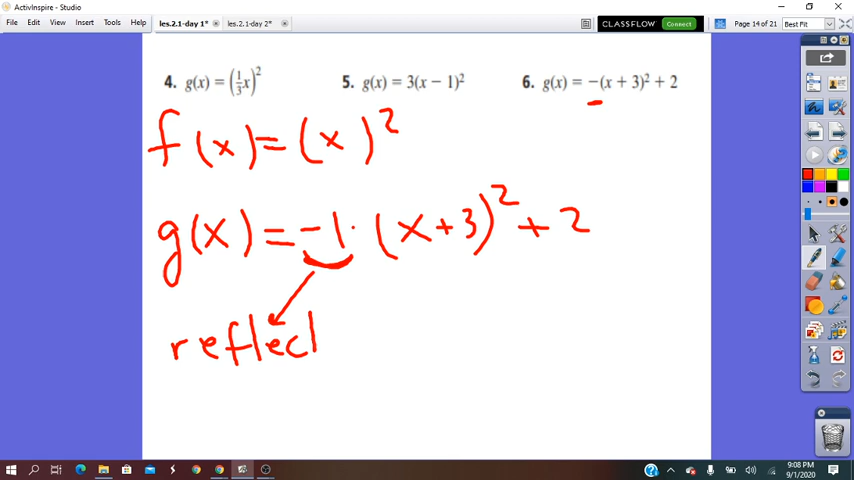 ActivInspire - Studio
File Edit View Insert Tools Help
les.2.1-day 1*
les.2.1-day 2*
CLASSFLOW
Connect
Page 14 of 21
Best Fit
4. g(x) = (1/3 x)²
5. g(x) = 3(x − 1)²
6. g(x) = −(x + 3)² + 2
f(x) = (x)²
g(x) = −1 · (x+3)² + 2
reflecl
9:08 PM
9/1/2020